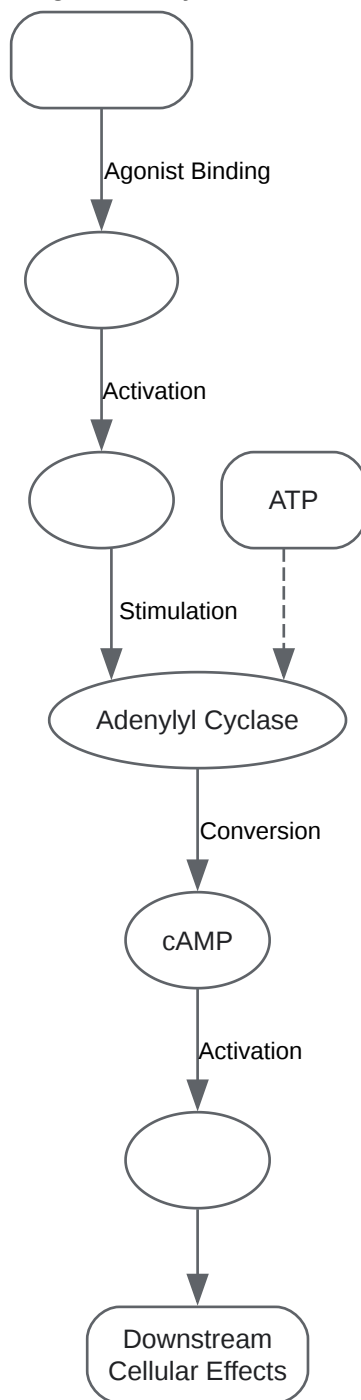 Agonist Binding
Activation
ATP
Stimulation
Adenylyl Cyclase
Conversion
cAMP
Activation
Downstream
Cellular Effects